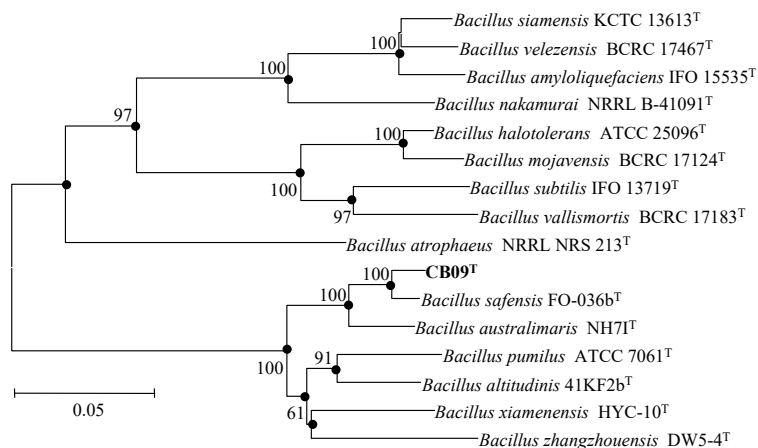 Bacillus siamensis KCTC 13613ᵀ
100
Bacillus velezensis BCRC 17467ᵀ
100
Bacillus amyloliquefaciens IFO 15535ᵀ
Bacillus nakamurai NRRL B-41091ᵀ
97
100
Bacillus halotolerans ATCC 25096ᵀ
Bacillus mojavensis BCRC 17124ᵀ
100
Bacillus subtilis IFO 13719ᵀ
97
Bacillus vallismortis BCRC 17183ᵀ
Bacillus atrophaeus NRRL NRS 213ᵀ
100
CB09ᵀ
100
Bacillus safensis FO-036bᵀ
Bacillus australimaris NH7Iᵀ
100
91
Bacillus pumilus ATCC 7061ᵀ
Bacillus altitudinis 41KF2bᵀ
0.05
61
Bacillus xiamenensis HYC-10ᵀ
Bacillus zhangzhouensis DW5-4ᵀ